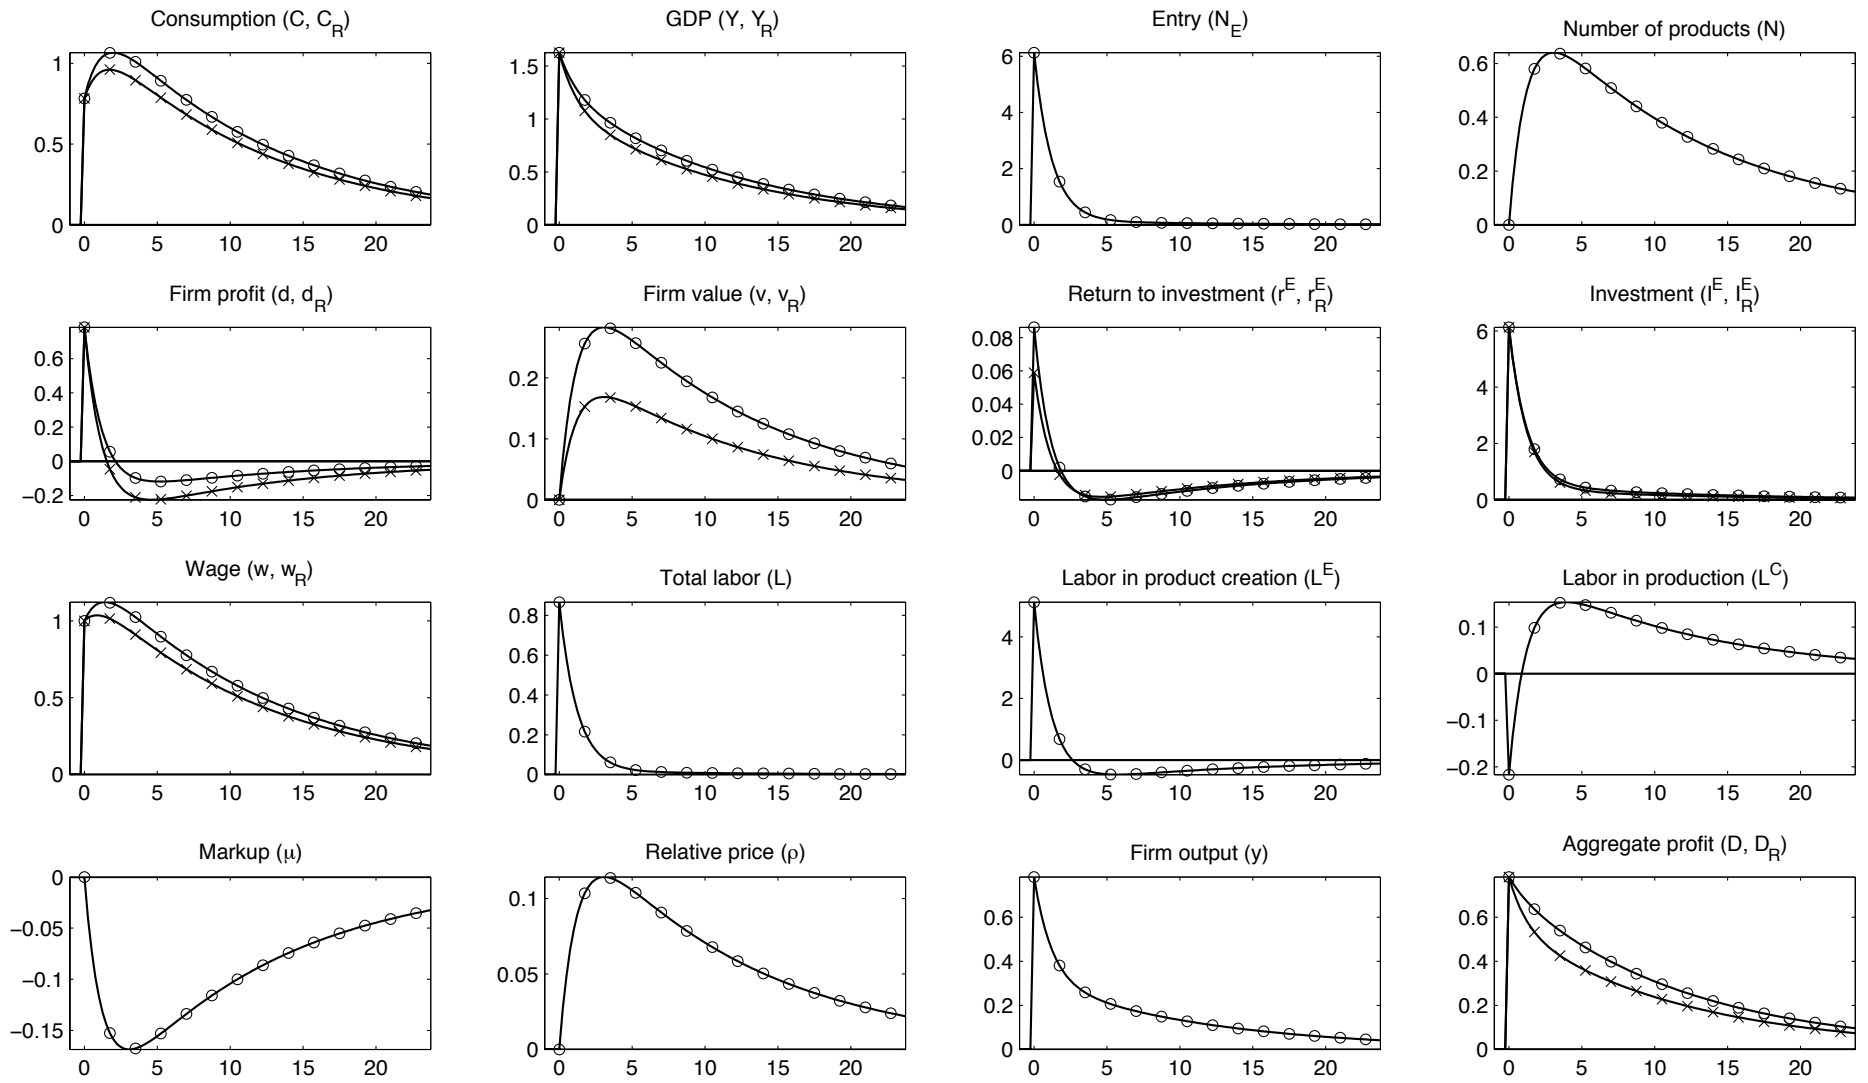 Consumption (C, C_R)
GDP (Y, Y_R)
Entry (N_E)
Number of products (N)
1
0.5
0
0 5 10 15 20
1.5
1
0.5
0
0 5 10 15 20
6
4
2
0
0 5 10 15 20
0.6
0.4
0.2
0
0 5 10 15 20
Firm profit (d, d_R)
Firm value (v, v_R)
Return to investment (r^E, r^E_R)
Investment (I^E, I^E_R)
0.6
0.4
0.2
0
−0.2
0 5 10 15 20
0.2
0.1
0
0 5 10 15 20
0.08
0.06
0.04
0.02
0
0 5 10 15 20
6
4
2
0
0 5 10 15 20
Wage (w, w_R)
Total labor (L)
Labor in product creation (L^E)
Labor in production (L^C)
1
0.5
0
0 5 10 15 20
0.8
0.6
0.4
0.2
0
0 5 10 15 20
4
2
0
0 5 10 15 20
0.1
0
−0.1
−0.2
0 5 10 15 20
Markup (μ)
Relative price (ρ)
Firm output (y)
Aggregate profit (D, D_R)
0
−0.05
−0.1
−0.15
0 5 10 15 20
0.1
0.05
0
0 5 10 15 20
0.6
0.4
0.2
0
0 5 10 15 20
0.6
0.4
0.2
0
0 5 10 15 20